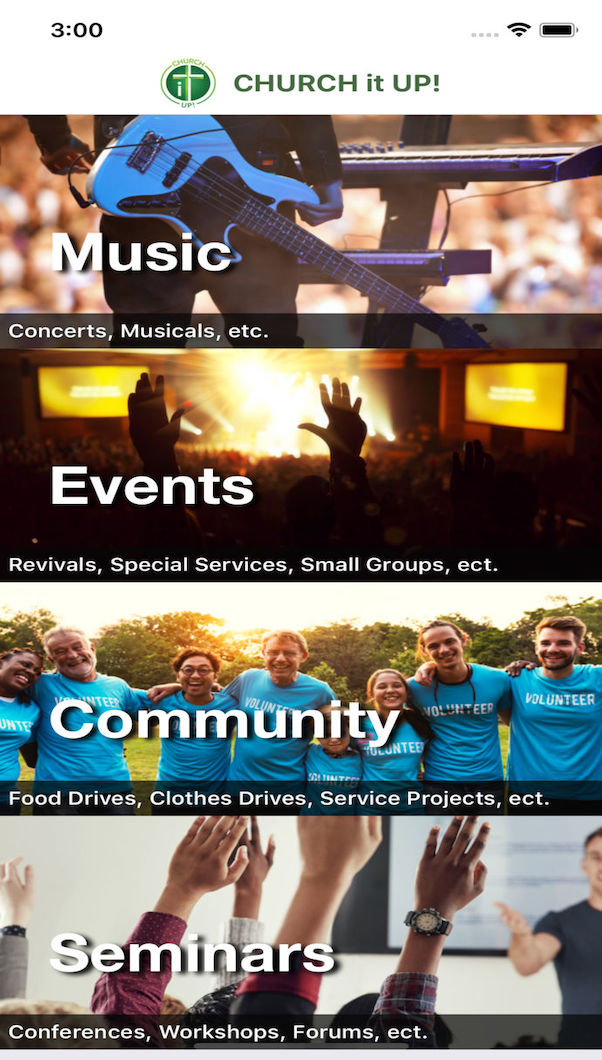 3:00
CHURCH
it
UP!
CHURCH it UP!
Music
Concerts, Musicals, etc.
Events
Revivals, Special Services, Small Groups, ect.
VOLUNTEER
VOLUNTEER
VOLUNTEER
VOLUNTEER
Community
VOLUNTEER
VOLUNTEER
Food Drives, Clothes Drives, Service Projects, ect.
Seminars
Conferences, Workshops, Forums, ect.